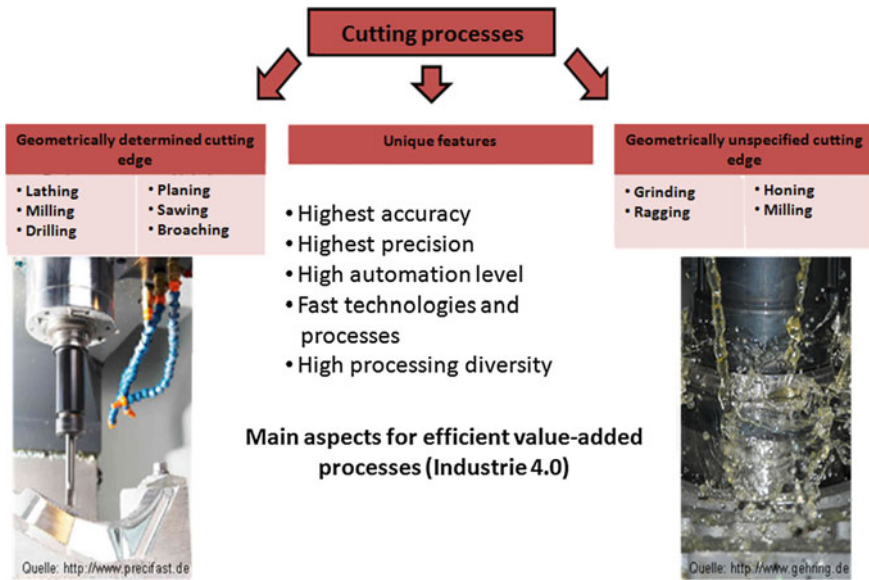 Cutting processes
Geometrically determined cutting
edge
• Lathing
• Milling
• Drilling
• Planing
• Sawing
• Broaching
Unique features
• Highest accuracy
• Highest precision
• High automation level
• Fast technologies and
processes
• High processing diversity
Main aspects for efficient value-added
processes (Industrie 4.0)
Geometrically unspecified cutting
edge
• Grinding
• Ragging
• Honing
• Milling
Quelle: http://www.precifast.de
Quelle: http://www.gehring.de